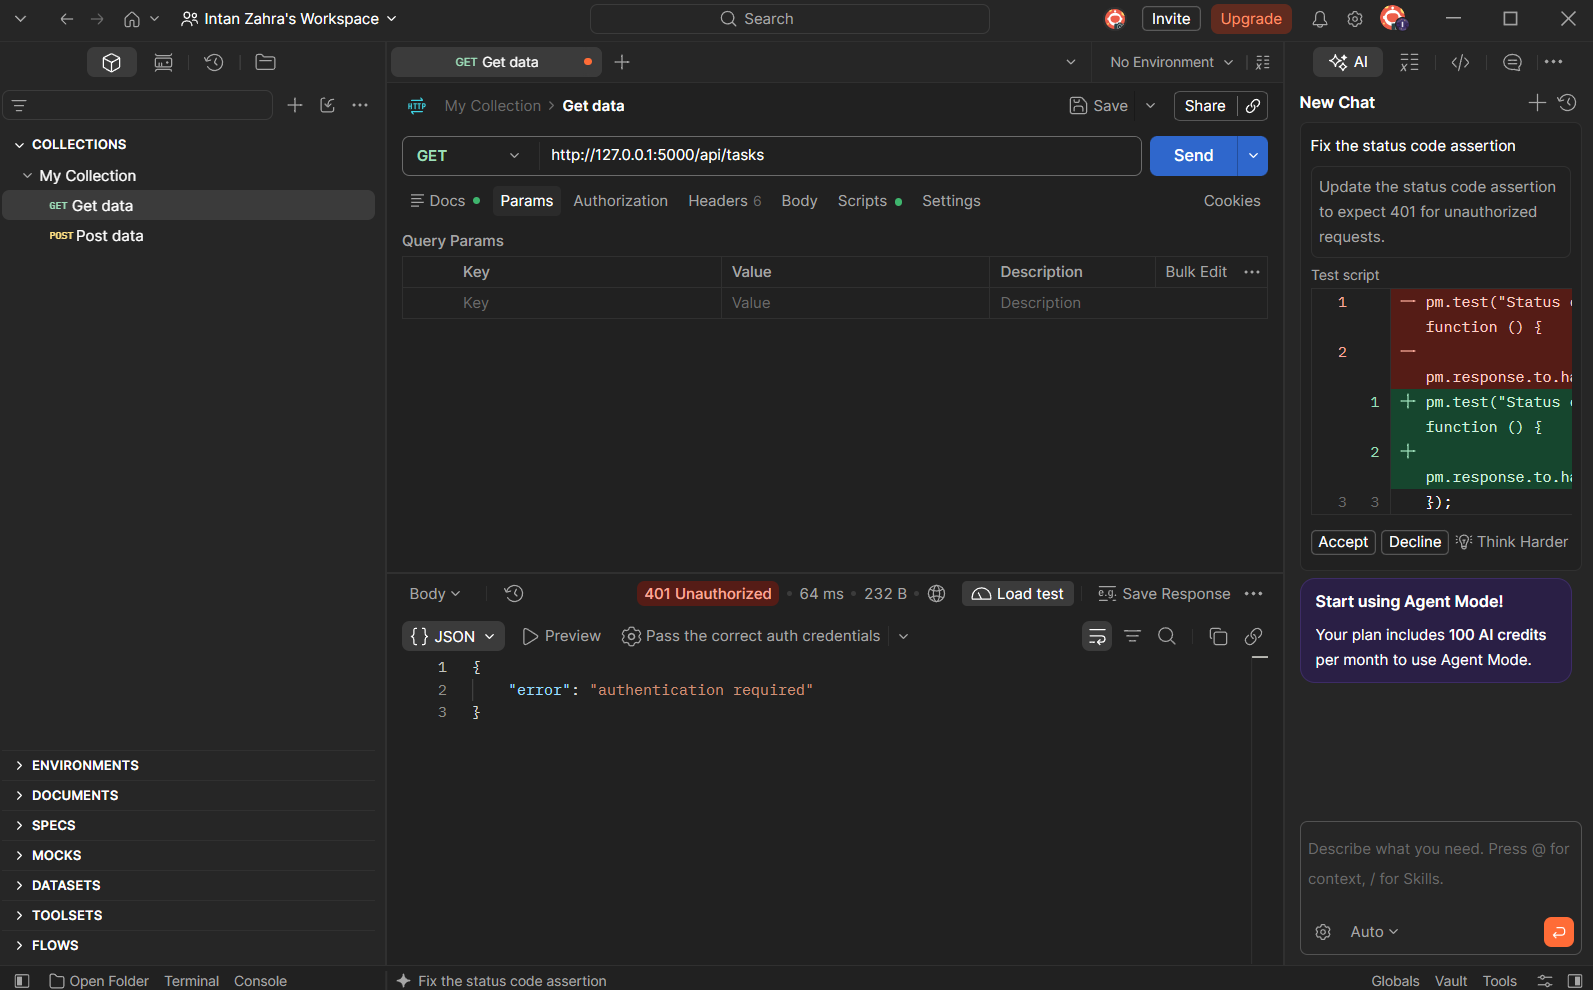 Intan Zahra's Workspace
Search
Invite
Upgrade
GET Get data
No Environment
AI
HTTP My Collection > Get data
Save
Share
New Chat
COLLECTIONS
My Collection
GET Get data
POST Post data
GET
http://127.0.0.1:5000/api/tasks
Send
Docs
Params
Authorization
Headers 6
Body
Scripts
Settings
Cookies
Query Params
Key Value Description Bulk Edit
Key Value Description
Fix the status code assertion
Update the status code assertion
to expect 401 for unauthorized
requests.
Test script
1 — pm.test("Status
function () {
2 —
pm.response.to.ha
1 + pm.test("Status
function () {
2 +
pm.response.to.ha
3 3 });
Accept Decline Think Harder
Start using Agent Mode!
Your plan includes 100 AI credits
per month to use Agent Mode.
Body
401 Unauthorized • 64 ms • 232 B
Load test
e.g. Save Response
{} JSON
Preview
Pass the correct auth credentials
1 {
2 "error": "authentication required"
3 }
ENVIRONMENTS
DOCUMENTS
SPECS
MOCKS
DATASETS
TOOLSETS
FLOWS
Describe what you need. Press @ for
context, / for Skills.
Auto
Open Folder Terminal Console
Fix the status code assertion
Globals Vault Tools